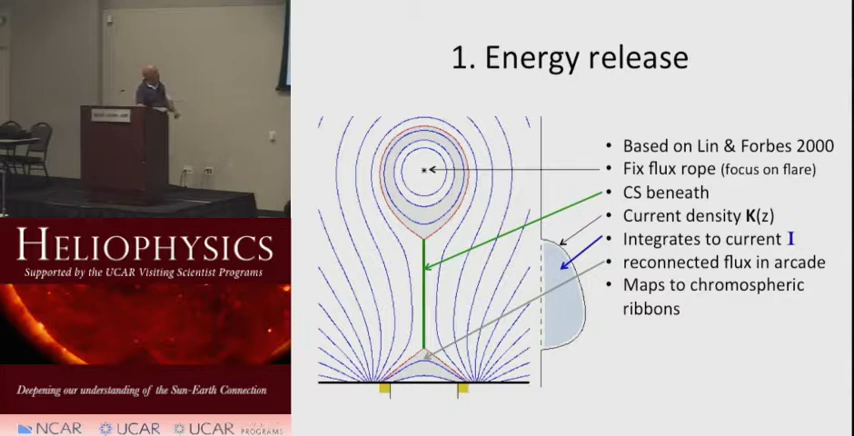 1. Energy release
• Based on Lin & Forbes 2000
• Fix flux rope (focus on flare)
• CS beneath
• Current density K(z)
• Integrates to current I
• reconnected flux in arcade
• Maps to chromospheric
ribbons
HELIOPHYSICS
Supported by the UCAR Visiting Scientist Programs
Deepening our understanding of the Sun-Earth Connection
NCAR
UCAR
UCAR
PROGRAMS